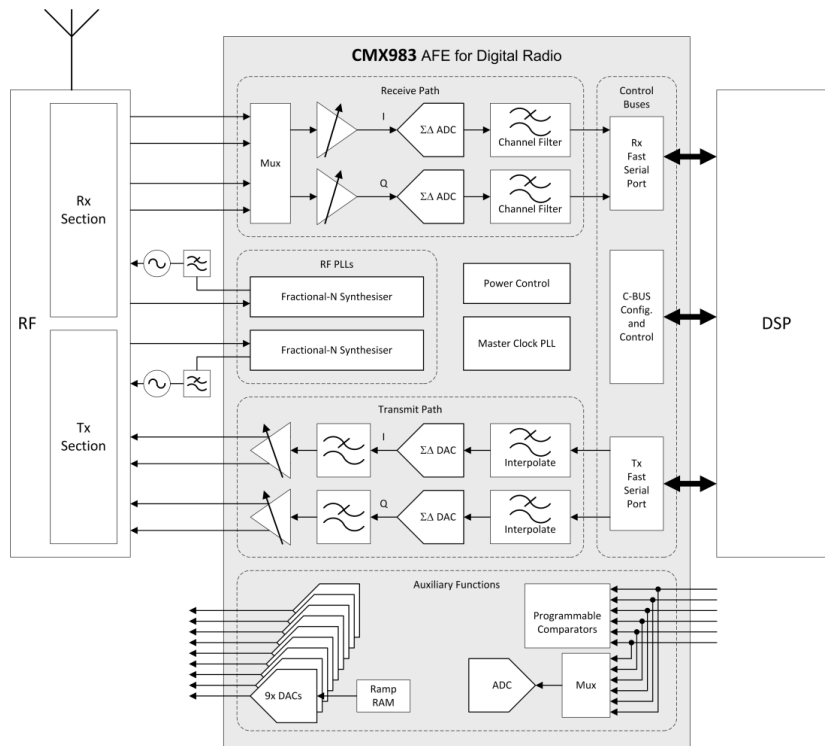 CMX983 AFE for Digital Radio
Receive Path
Control
Buses
Mux
I
ΣΔ ADC
Channel Filter
Q
ΣΔ ADC
Channel Filter
Rx
Fast
Serial
Port
Rx
Section
RF
RF PLLs
Fractional-N Synthesiser
Fractional-N Synthesiser
Power Control
Master Clock PLL
C-BUS
Config.
and
Control
DSP
Tx
Section
Transmit Path
I
ΣΔ DAC
Interpolate
Q
ΣΔ DAC
Interpolate
Tx
Fast
Serial
Port
Auxiliary Functions
Programmable
Comparators
9x DACs
Ramp
RAM
ADC
Mux